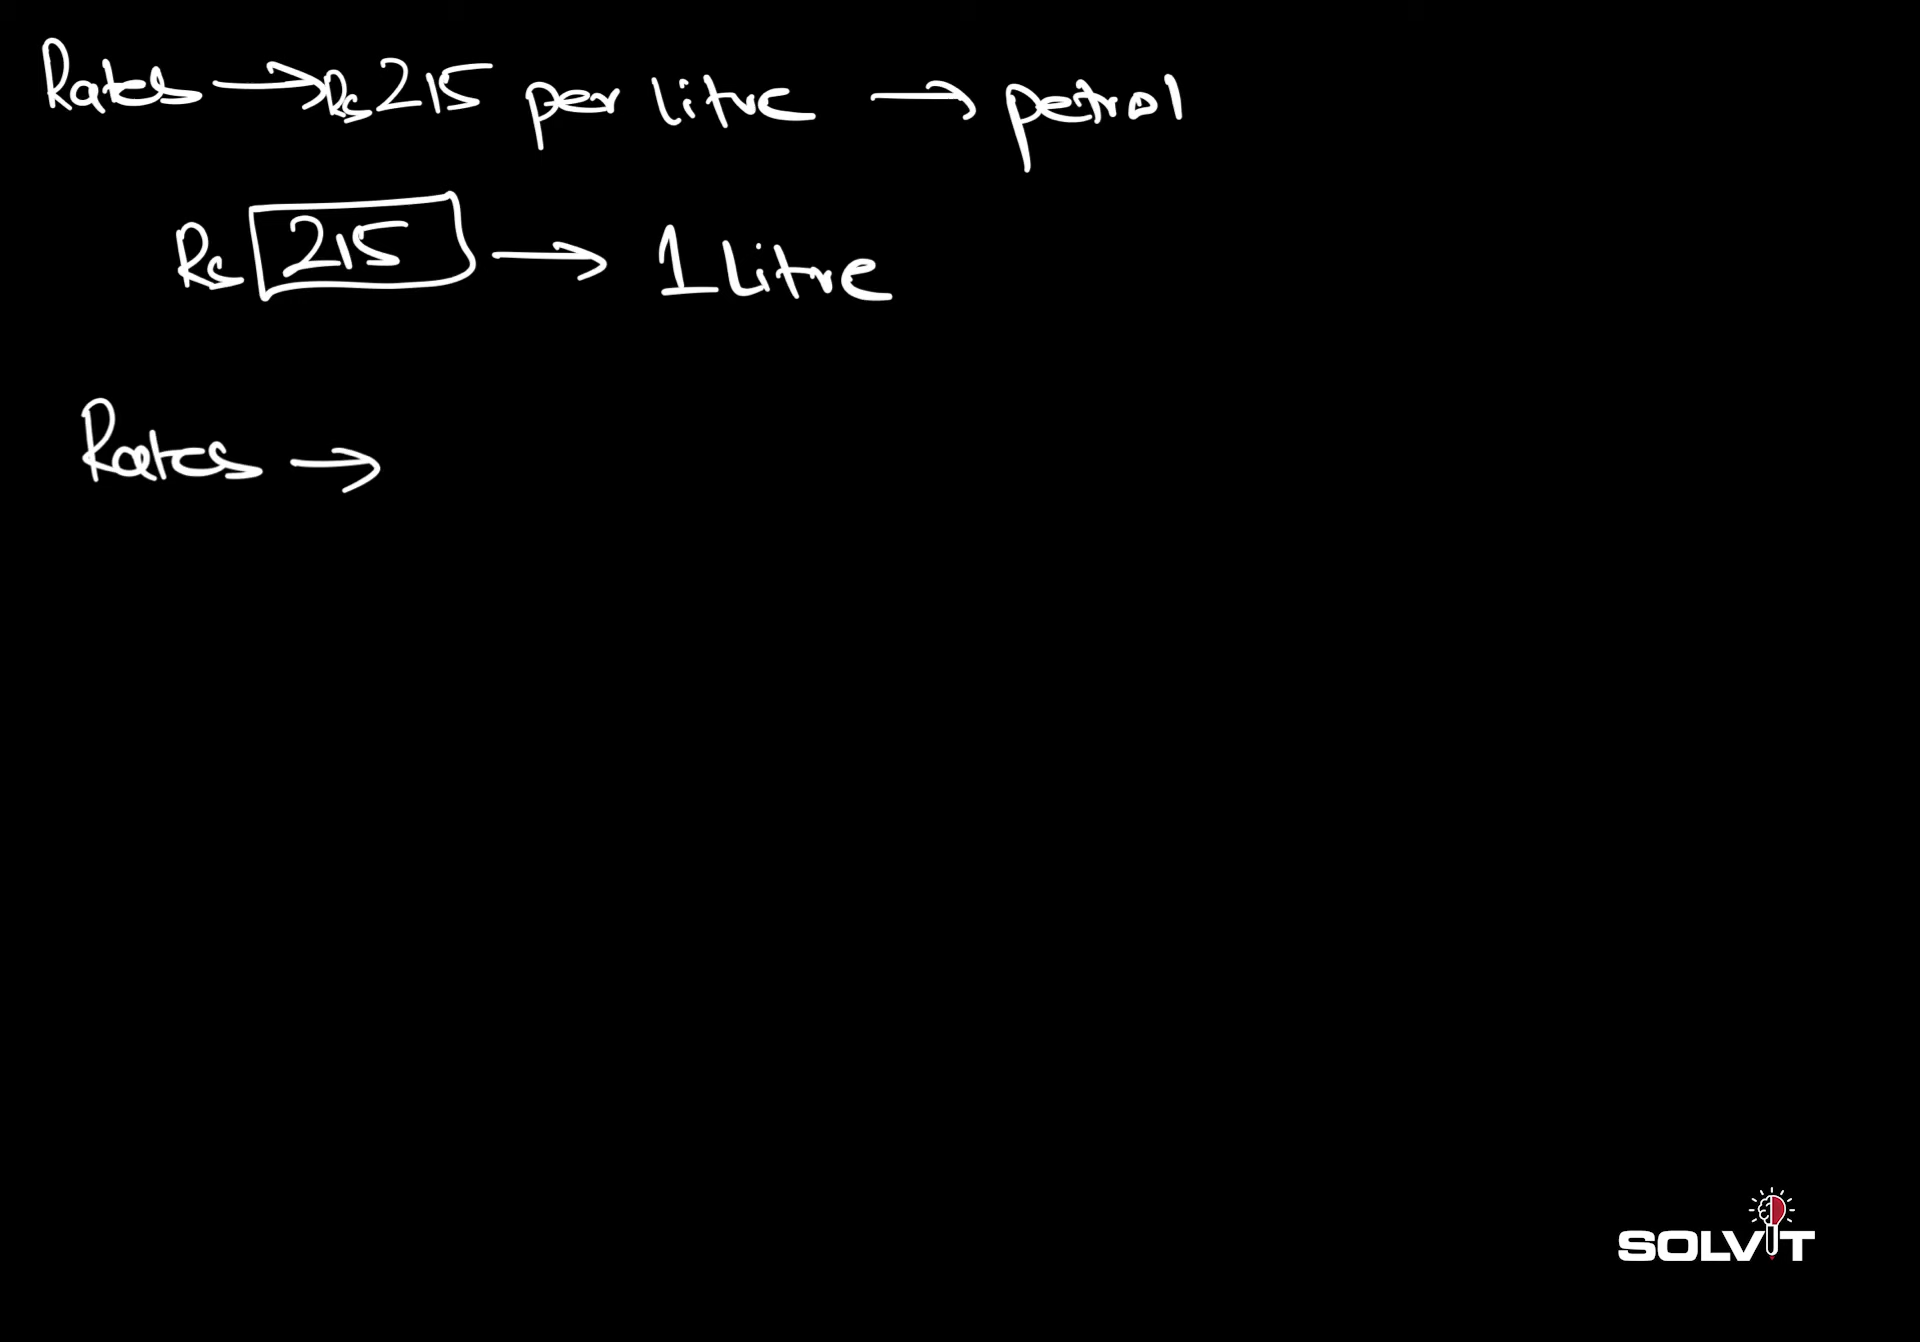 Rates → Rs 215 per litre → petrol
Rs 215 → 1 Litre
Rates →
SOLVIT